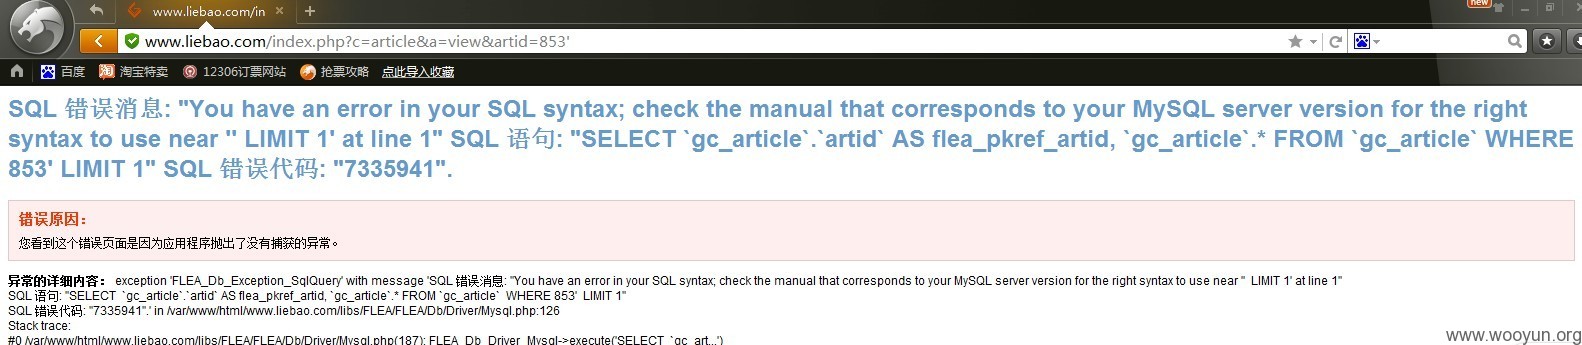 www.liebao.com/in
new
www.liebao.com/index.php?c=article&a=view&artid=853'
百度 淘宝特卖 12306订票网站 抢票攻略 点此导入收藏
SQL 错误消息: "You have an error in your SQL syntax; check the manual that corresponds to your MySQL server version for the right
syntax to use near '' LIMIT 1' at line 1" SQL 语句: "SELECT `gc_article`.`artid` AS flea_pkref_artid, `gc_article`.* FROM `gc_article` WHERE
853' LIMIT 1" SQL 错误代码: "7335941".
错误原因：
您看到这个错误页面是因为应用程序抛出了没有捕获的异常。
异常的详细内容： exception 'FLEA_Db_Exception_SqlQuery' with message 'SQL 错误消息: "You have an error in your SQL syntax; check the manual that corresponds to your MySQL server version for the right syntax to use near '' LIMIT 1' at line 1"
SQL 语句: "SELECT `gc_article`.`artid` AS flea_pkref_artid, `gc_article`.* FROM `gc_article` WHERE 853' LIMIT 1"
SQL 错误代码: "7335941".' in /var/www/html/www.liebao.com/libs/FLEA/FLEA/Db/Driver/Mysql.php:126
Stack trace:
#0 /var/www/html/www.liebao.com/libs/FLEA/FLEA/Db/Driver/Mysql.php(187): FLEA_Db_Driver_Mysql->execute('SELECT `gc_art...')
www.wooyun.org